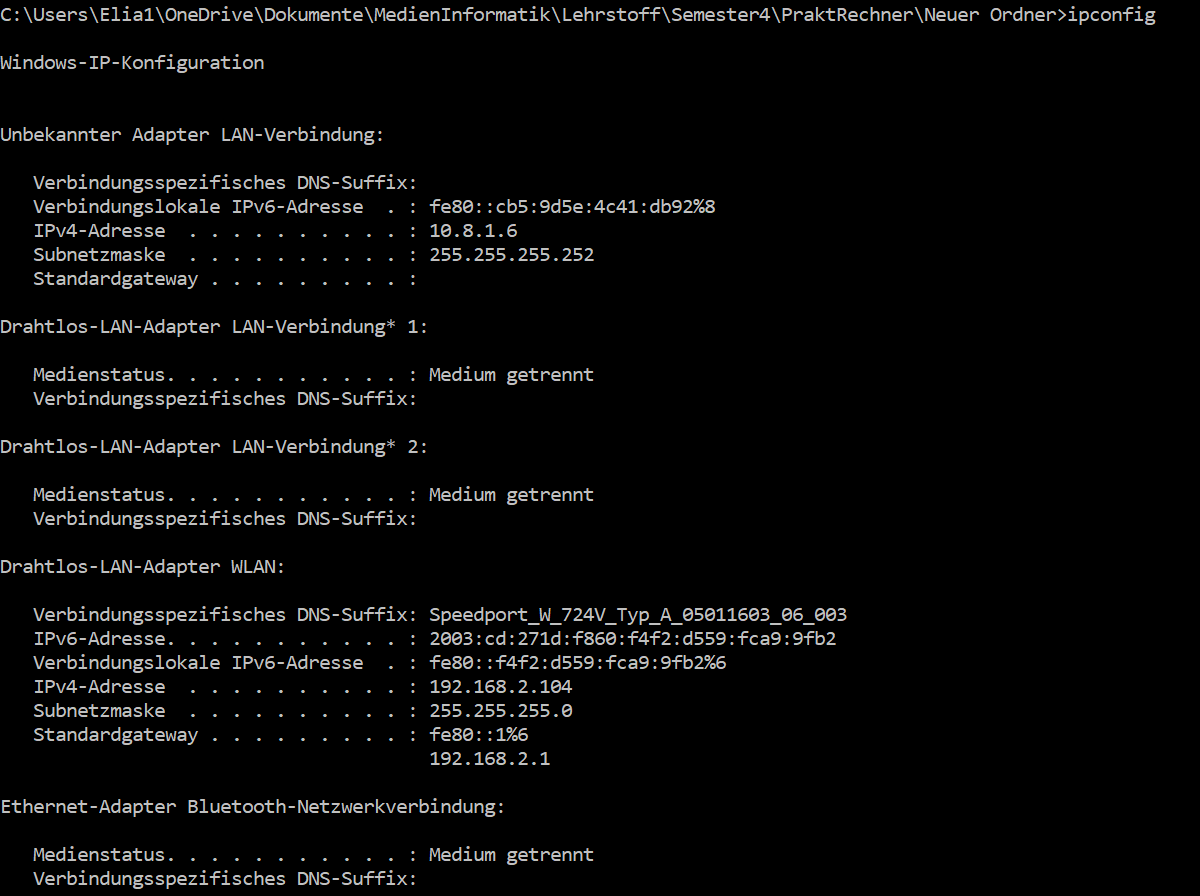 C:\Users\Elia1\OneDrive\Dokumente\MedienInformatik\Lehrstoff\Semester4\PraktRechner\Neuer Ordner>ipconfig
Windows-IP-Konfiguration
Unbekannter Adapter LAN-Verbindung:
Verbindungsspezifisches DNS-Suffix:
Verbindungslokale IPv6-Adresse  . : fe80::cb5:9d5e:4c41:db92%8
IPv4-Adresse  . . . . . . . . . . : 10.8.1.6
Subnetzmaske  . . . . . . . . . . : 255.255.255.252
Standardgateway . . . . . . . . . :
Drahtlos-LAN-Adapter LAN-Verbindung* 1:
Medienstatus. . . . . . . . . . . : Medium getrennt
Verbindungsspezifisches DNS-Suffix:
Drahtlos-LAN-Adapter LAN-Verbindung* 2:
Medienstatus. . . . . . . . . . . : Medium getrennt
Verbindungsspezifisches DNS-Suffix:
Drahtlos-LAN-Adapter WLAN:
Verbindungsspezifisches DNS-Suffix: Speedport_W_724V_Typ_A_05011603_06_003
IPv6-Adresse. . . . . . . . . . . : 2003:cd:271d:f860:f4f2:d559:fca9:9fb2
Verbindungslokale IPv6-Adresse  . : fe80::f4f2:d559:fca9:9fb2%6
IPv4-Adresse  . . . . . . . . . . : 192.168.2.104
Subnetzmaske  . . . . . . . . . . : 255.255.255.0
Standardgateway . . . . . . . . . : fe80::1%6
192.168.2.1
Ethernet-Adapter Bluetooth-Netzwerkverbindung:
Medienstatus. . . . . . . . . . . : Medium getrennt
Verbindungsspezifisches DNS-Suffix: